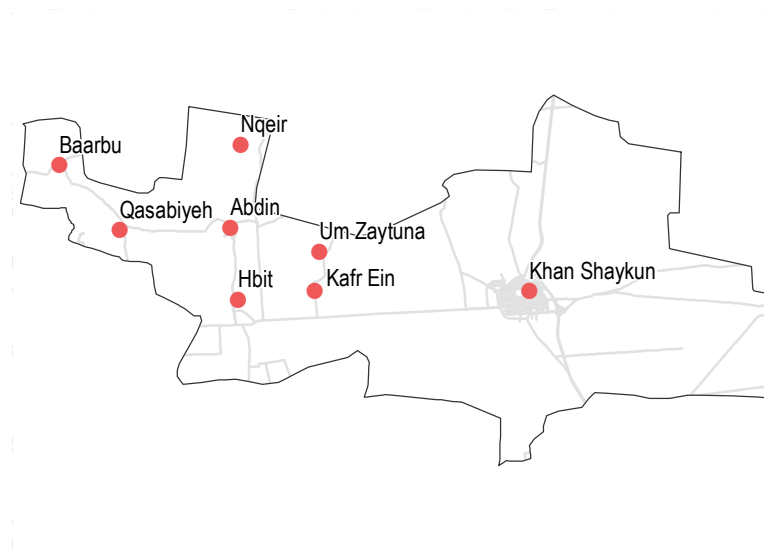 Nqeir
Baarbu
Qasabiyeh
Abdin
Um Zaytuna
Hbit
Kafr Ein
Khan Shaykun